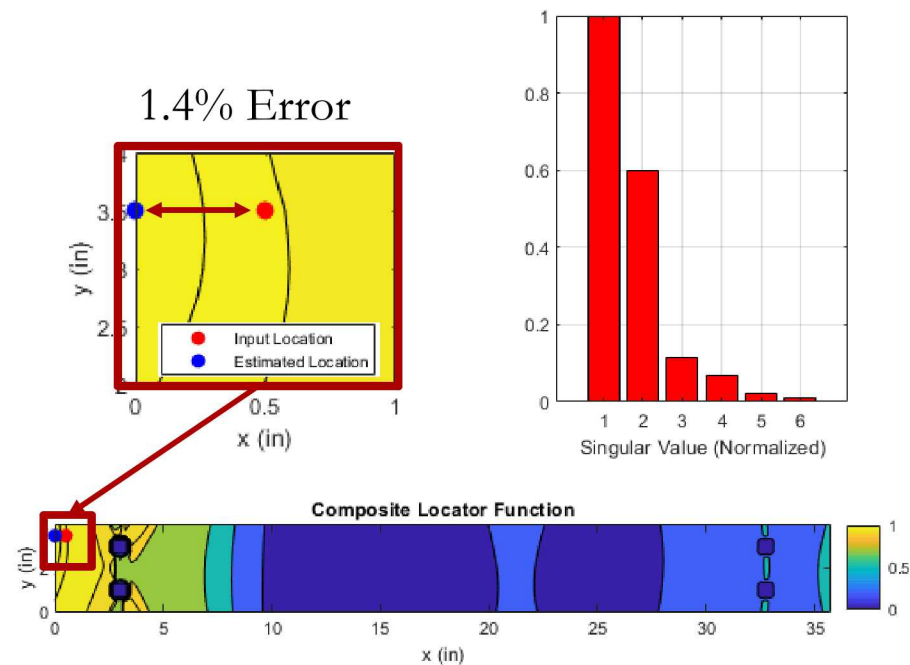 1.4% Error
4
3.5
3
2.5
2
y (in)
Input Location
Estimated Location
0 0.5 1
x (in)
1
0.8
0.6
0.4
0.2
0
1 2 3 4 5 6
Singular Value (Normalized)
Composite Locator Function
y (in)
2
0
0 5 10 15 20 25 30 35
x (in)
1
0.5
0